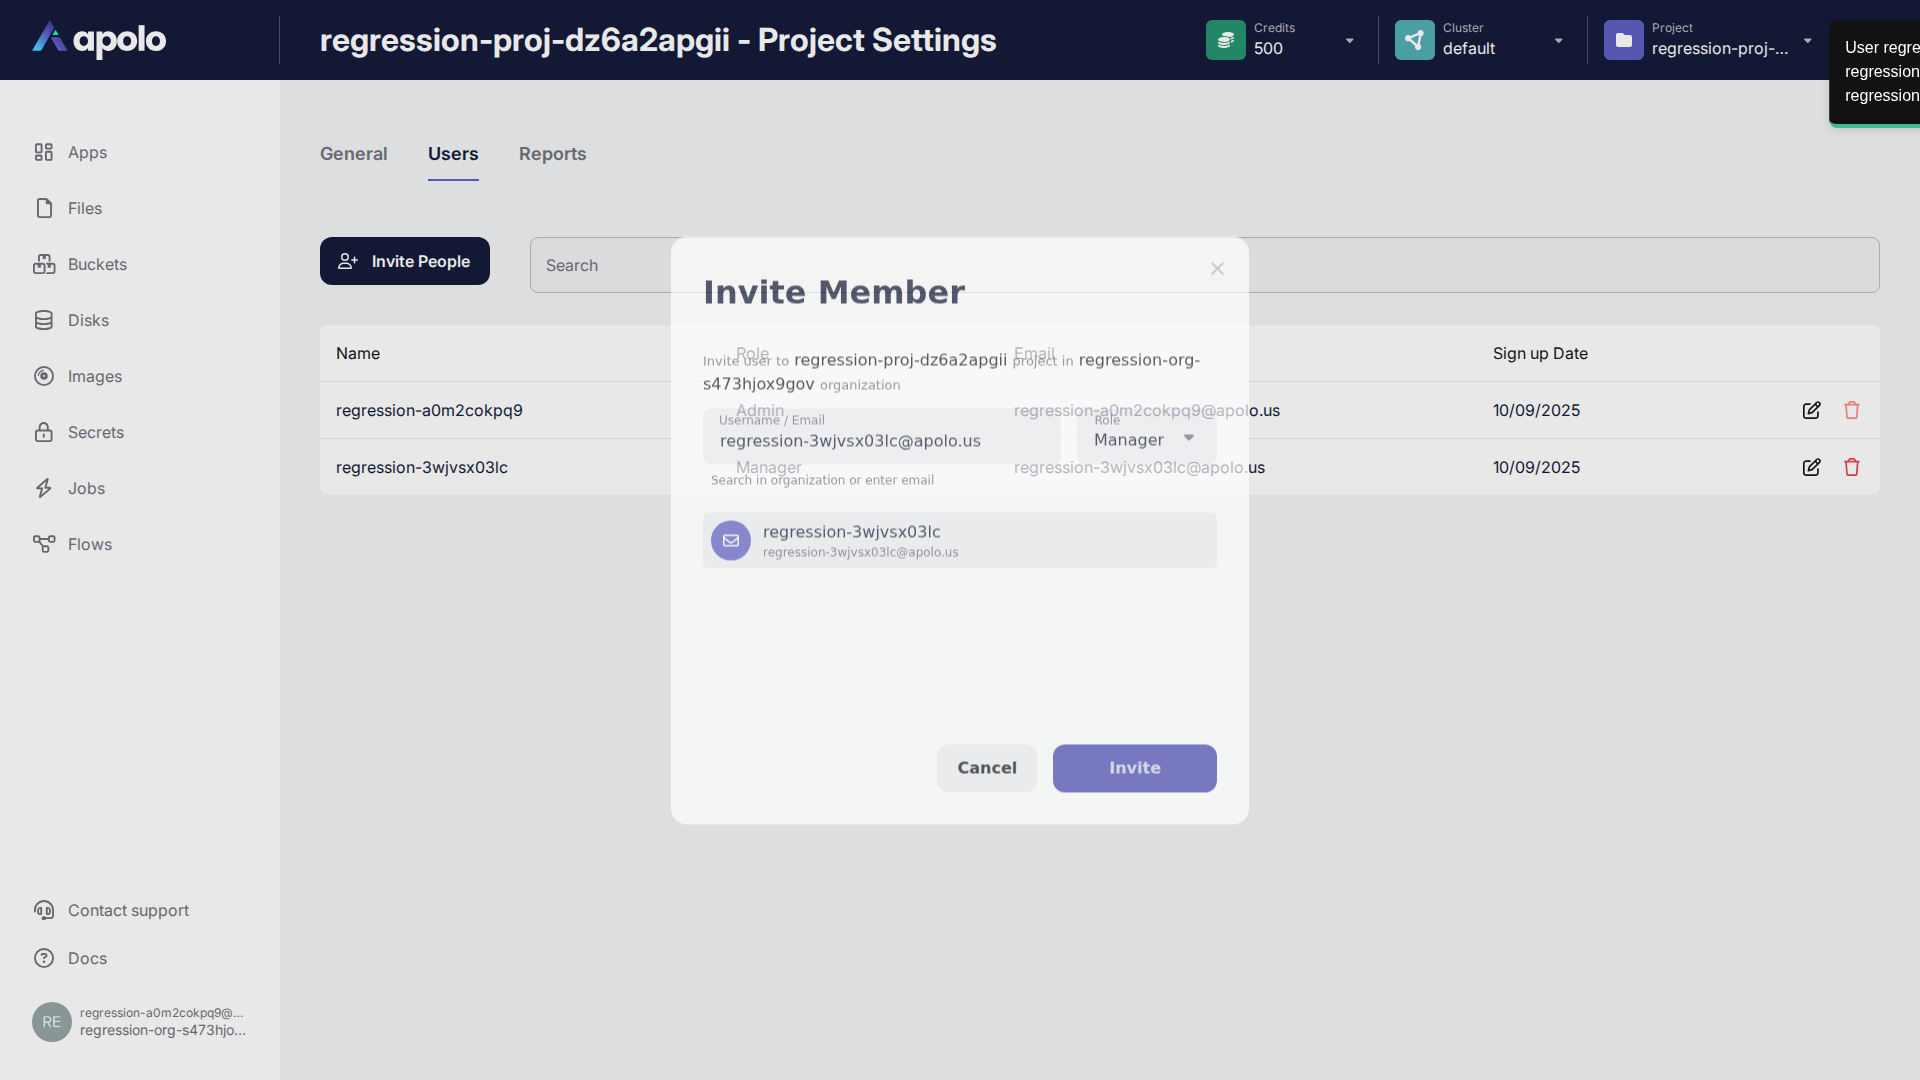 apolo
regression-proj-dz6a2apgii - Project Settings
Credits
500
Cluster
default
Project
regression-proj-...
User regre
regression
regression
Apps
Files
Buckets
Disks
Images
Secrets
Jobs
Flows
Contact support
Docs
RE
regression-a0m2cokpq9@...
regression-org-s473hjo...
General
Users
Reports
Invite People
Search
Name
Role
Email
Sign up Date
regression-a0m2cokpq9
Admin
regression-a0m2cokpq9@apolo.us
10/09/2025
regression-3wjvsx03lc
Manager
regression-3wjvsx03lc@apolo.us
10/09/2025
Invite Member
Invite user to regression-proj-dz6a2apgii project in regression-org-
s473hjox9gov organization
Username / Email
regression-3wjvsx03lc@apolo.us
Role
Manager
Search in organization or enter email
regression-3wjvsx03lc
regression-3wjvsx03lc@apolo.us
Cancel
Invite